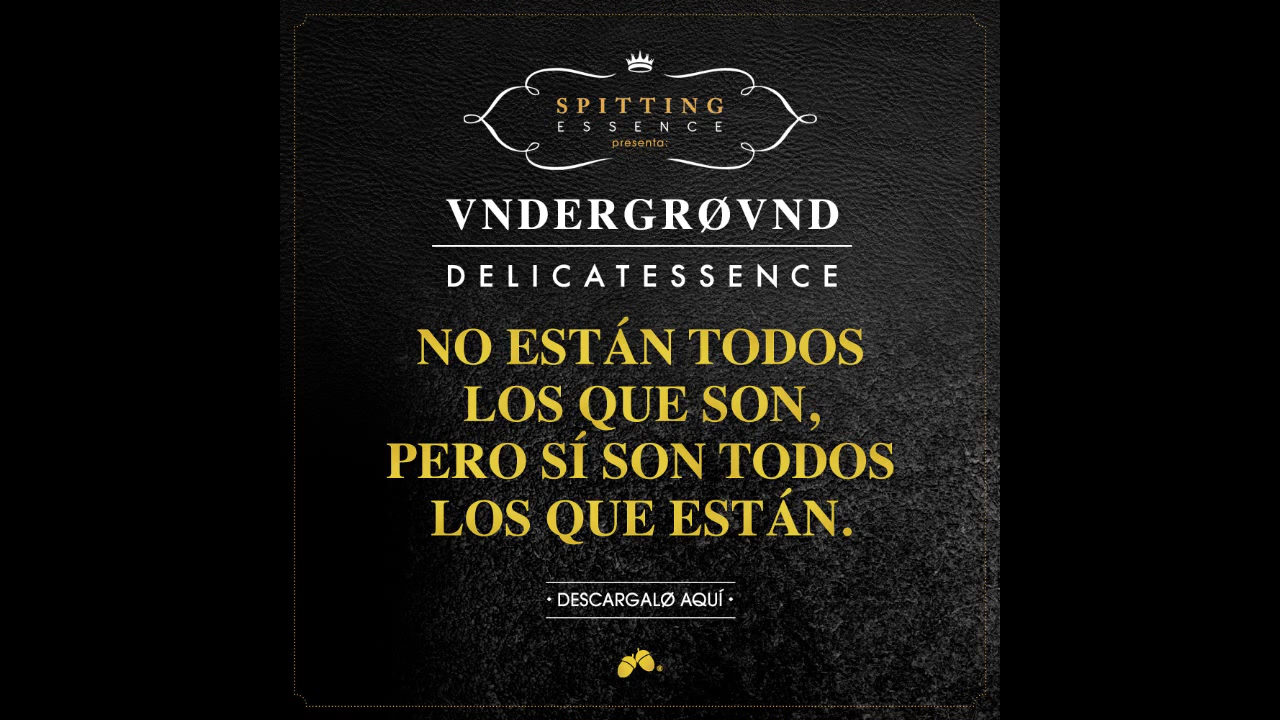 SPITTING
ESSENCE
presenta:
VNDERGRØVND
DELICATESSENCE
NO ESTÁN TODOS
LOS QUE SON,
PERO SÍ SON TODOS
LOS QUE ESTÁN.
• DESCARGALØ AQUÍ •
®